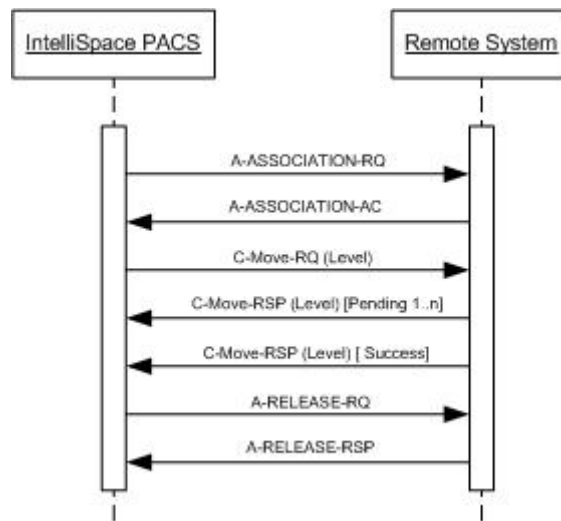 IntelliSpace PACS
Remote System
A-ASSOCIATION-RQ
A-ASSOCIATION-AC
C-Move-RQ (Level)
C-Move-RSP (Level) [Pending 1..n]
C-Move-RSP (Level) [ Success]
A-RELEASE-RQ
A-RELEASE-RSP